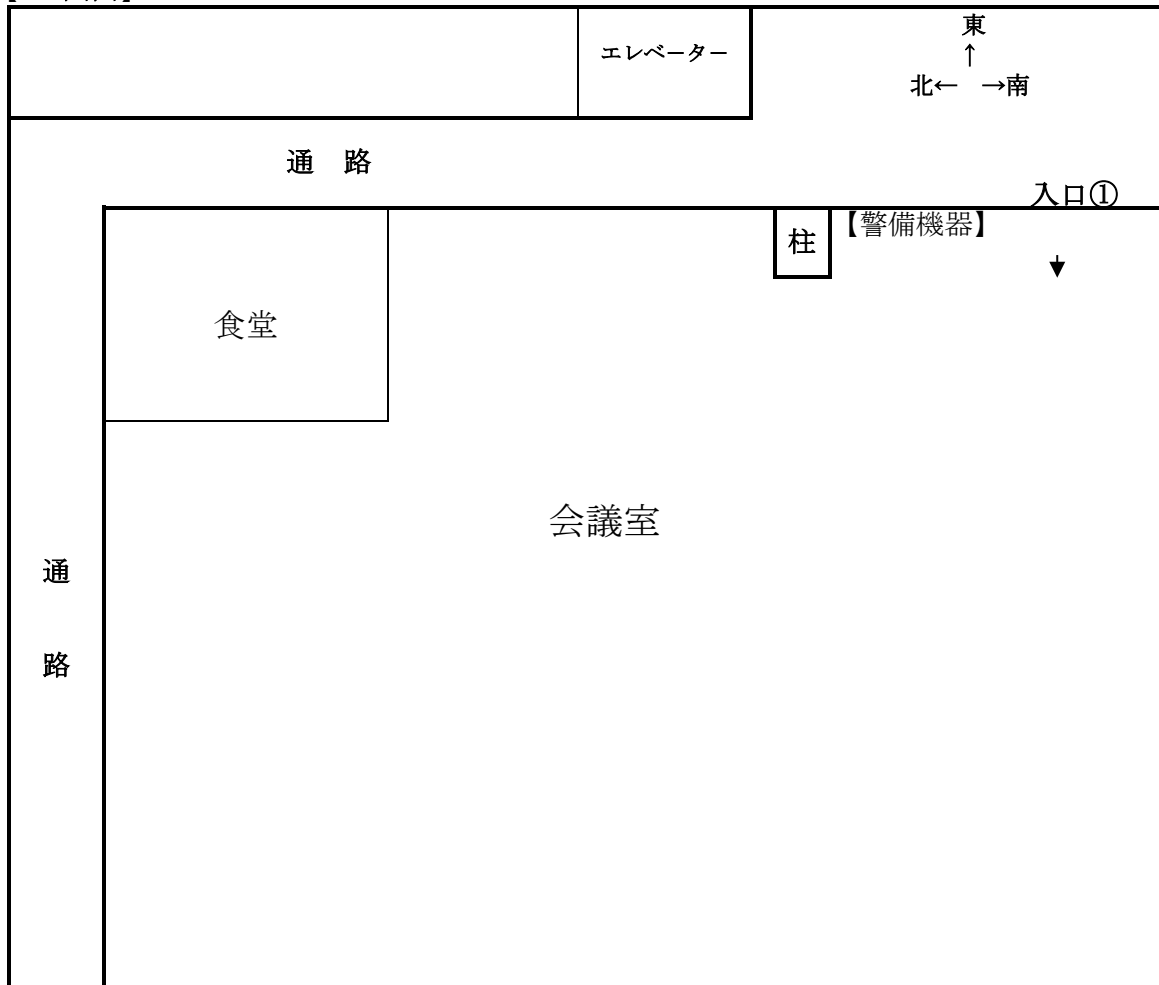 エレベーター
東
↑
北← →南
通 路
入口①
柱
【警備機器】
食堂
会議室
通
路